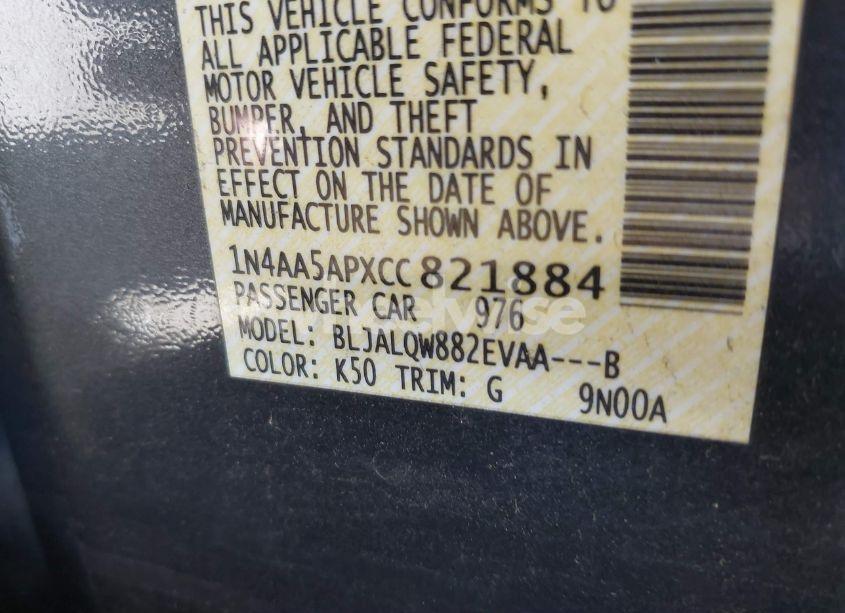 THIS VEHICLE CONFORMS TO
ALL APPLICABLE FEDERAL
MOTOR VEHICLE SAFETY,
BUMPER, AND THEFT
PREVENTION STANDARDS IN
EFFECT ON THE DATE OF
MANUFACTURE SHOWN ABOVE.
1N4AA5APXCC821884
PASSENGER CAR 976
MODEL: BLJALQW882EVAA---B
COLOR: K50 TRIM: G 9N00A